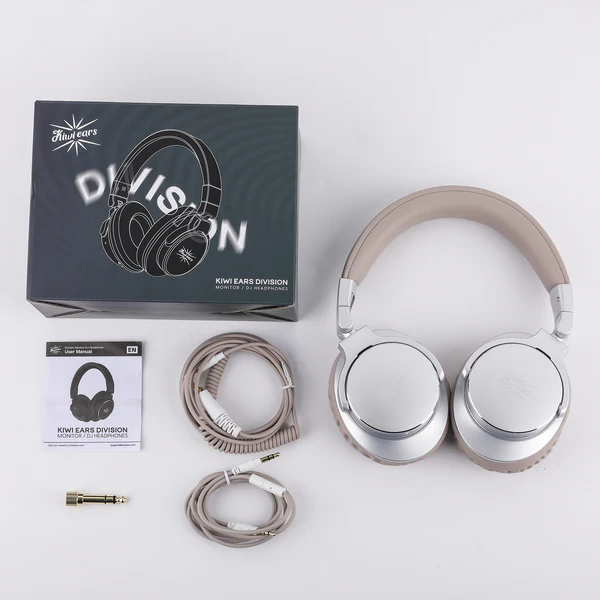 Kiwi ears
DIVISION
KIWI EARS DIVISION
MONITOR / DJ HEADPHONES
User Manual
EN
KIWI EARS DIVISION
MONITOR / DJ HEADPHONES